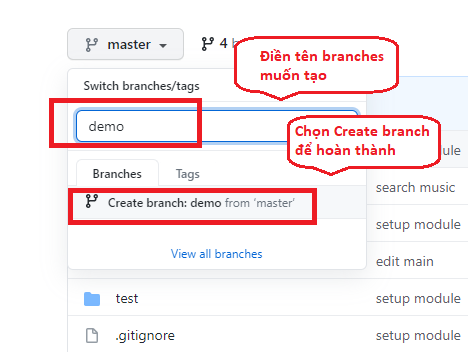 master
4 b
Điền tên branches
muốn tạo
Switch branches/tags
demo
Chọn Create branch
để hoàn thành
dule
Branches
Tags
search music
Create branch: demo from 'master'
setup module
edit main
View all branches
test
setup module
.gitignore
setup module